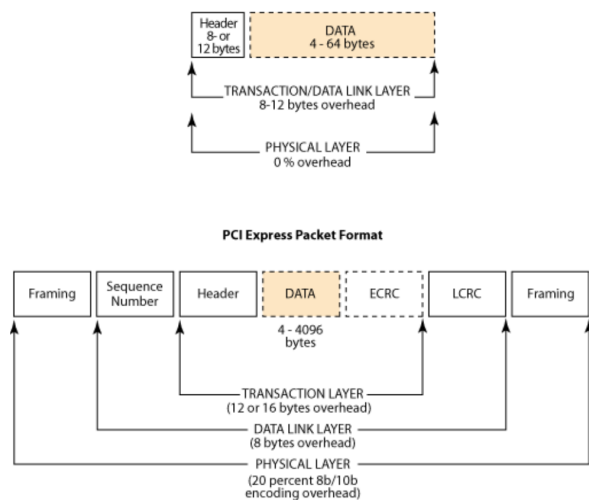 Header
8- or
12 bytes
DATA
4 - 64 bytes
TRANSACTION/DATA LINK LAYER
8-12 bytes overhead
PHYSICAL LAYER
0 % overhead
PCI Express Packet Format
Framing
Sequence
Number
Header
DATA
ECRC
LCRC
Framing
4 - 4096
bytes
TRANSACTION LAYER
(12 or 16 bytes overhead)
DATA LINK LAYER
(8 bytes overhead)
PHYSICAL LAYER
(20 percent 8b/10b
encoding overhead)